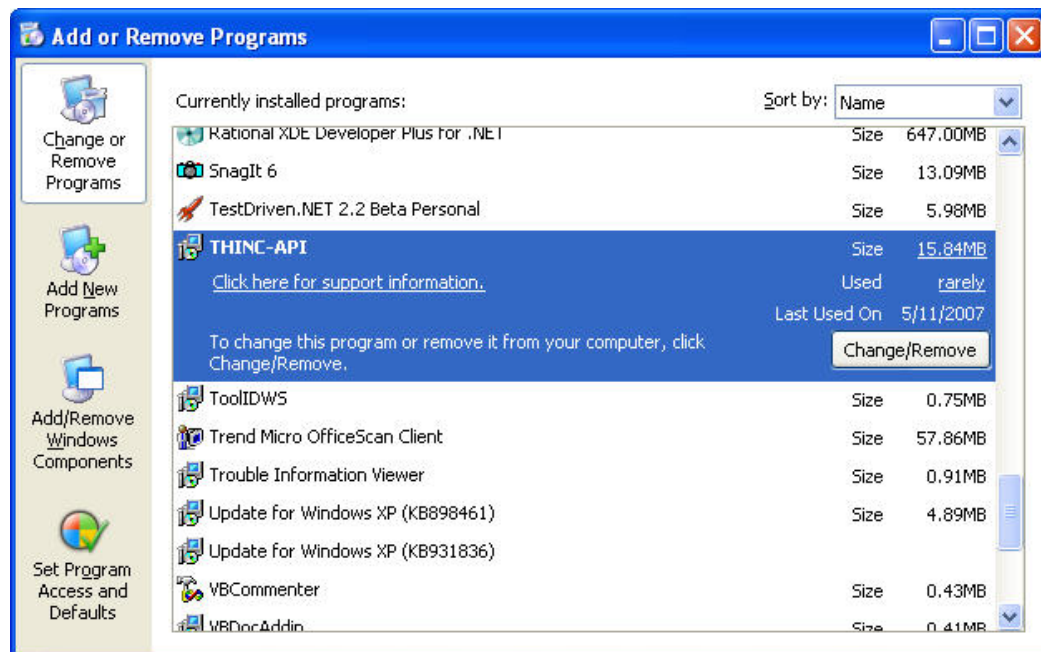 Add or Remove Programs
Change or
Remove
Programs
Add New
Programs
Add/Remove
Windows
Components
Set Program
Access and
Defaults
Currently installed programs:
Sort by: Name
Rational XDE Developer Plus for .NET Size 647.00MB
SnagIt 6 Size 13.09MB
TestDriven.NET 2.2 Beta Personal Size 5.98MB
THINC-API Size 15.84MB
Click here for support information. Used rarely
Last Used On 5/11/2007
To change this program or remove it from your computer, click
Change/Remove.
Change/Remove
ToolIDWS Size 0.75MB
Trend Micro OfficeScan Client Size 57.86MB
Trouble Information Viewer Size 0.91MB
Update for Windows XP (KB898461) Size 4.89MB
Update for Windows XP (KB931836)
VBCommenter Size 0.43MB
VBDocAddin Size 0.41MB